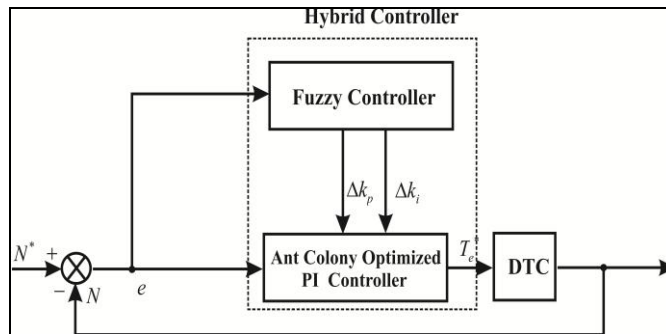 Hybrid Controller
Fuzzy Controller
Δk_p Δk_i
N* +
− N e
Ant Colony Optimized
PI Controller
T_e^*
DTC